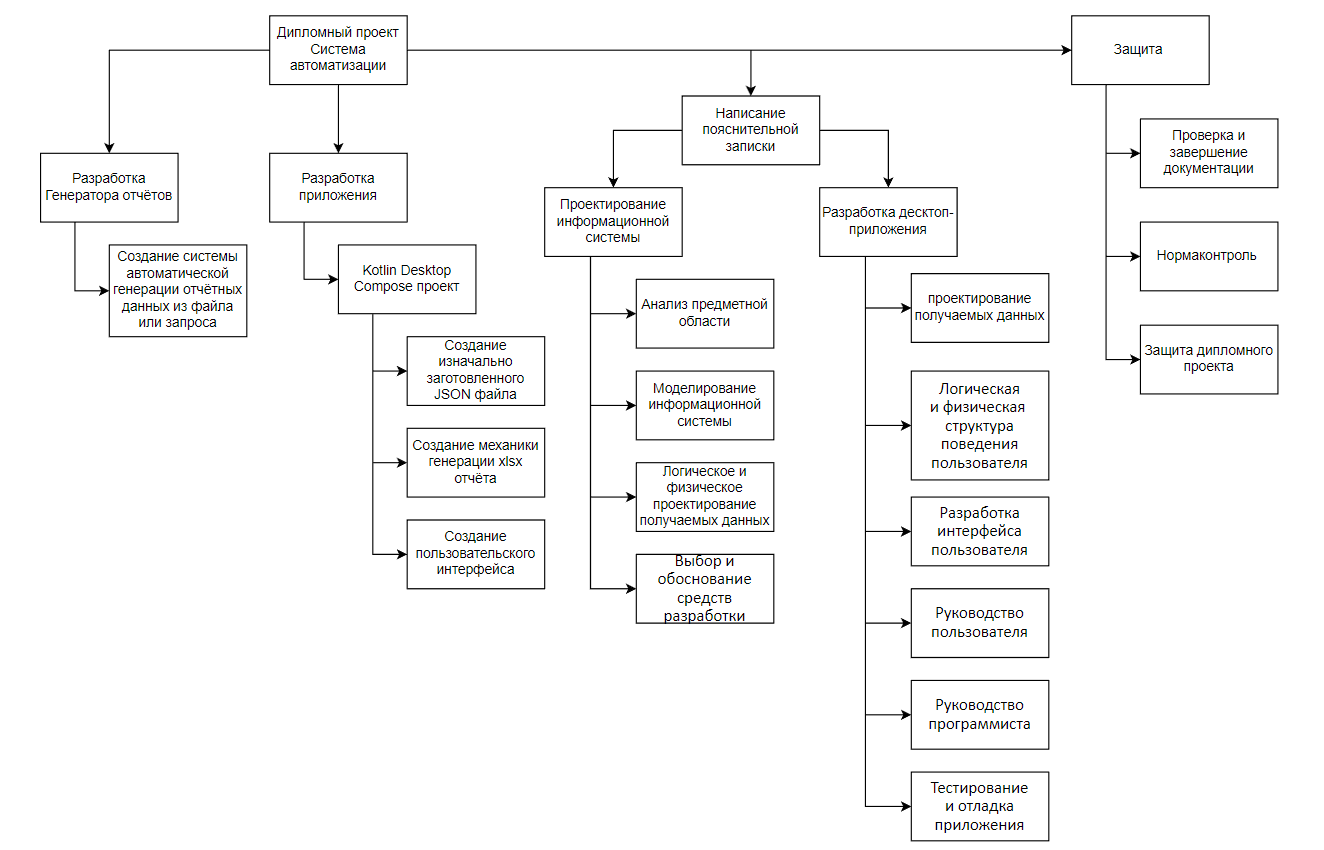 Дипломный проект
Система
автоматизации
Защита
Написание
пояснительной
записки
Проверка и
завершение
документации
Разработка
Генератора отчётов
Разработка
приложения
Проектирование
информационной
системы
Разработка десктоп-
приложения
Нормаконтроль
Защита дипломного
проекта
Создание системы
автоматической
генерации отчётных
данных из файла
или запроса
Kotlin Desktop
Compose проект
Создание
изначально
заготовленного
JSON файла
Создание механики
генерации xlsx
отчёта
Создание
пользовательского
интерфейса
Анализ предметной
области
Моделирование
информационной
системы
Логическое и
физическое
проектирование
получаемых данных
Выбор и
обоснование
средств
разработки
проектирование
получаемых данных
Логическая
и физическая
структура
поведения
пользователя
Разработка
интерфейса
пользователя
Руководство
пользователя
Руководство
программиста
Тестирование
и отладка
приложения